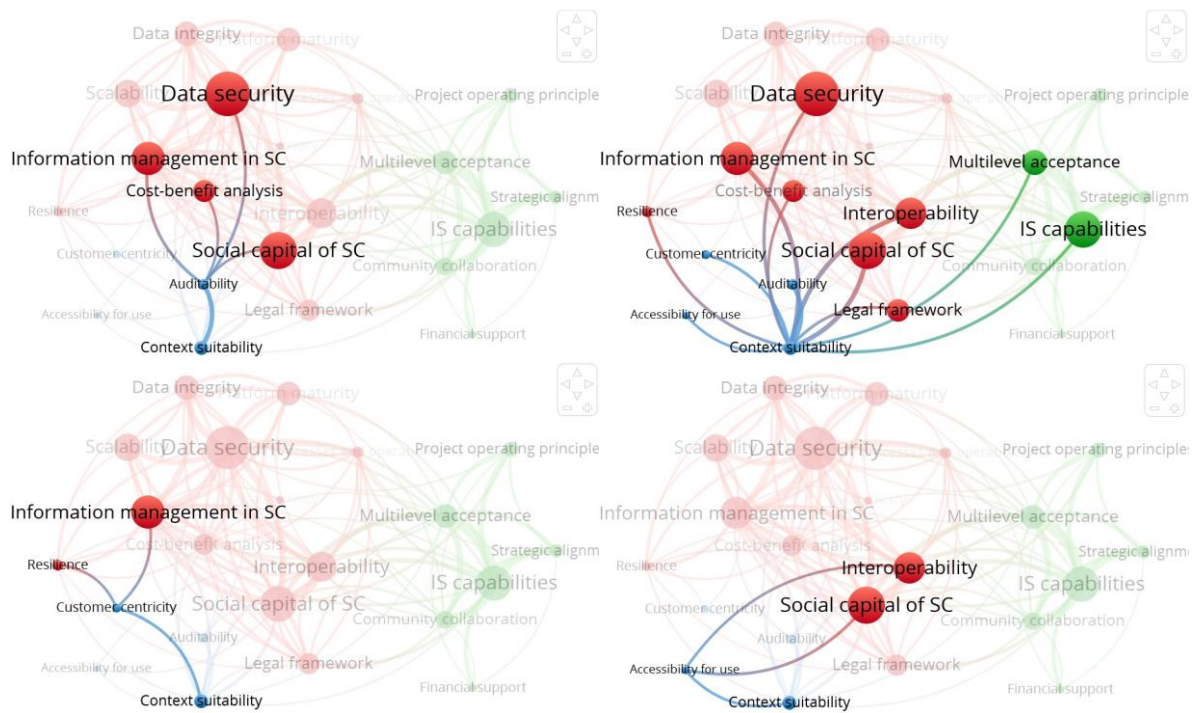 Data integrity
Platform maturity
Scalability
Data security
Project operating principle
Information management in SC
Multilevel acceptance
Cost-benefit analysis
Strategic alignm
Resilience
Interoperability
IS capabilities
Customer centricity
Social capital of SC
Community collaboration
Auditability
Accessibility for use
Legal framework
Financial support
Context suitability
Data integrity
Platform maturity
Scalability
Data security
Project operating principle
Information management in SC
Multilevel acceptance
Cost-benefit analysis
Strategic alignm
Resilience
Interoperability
IS capabilities
Customer centricity
Social capital of SC
Community collaboration
Auditability
Accessibility for use
Legal framework
Financial support
Context suitability
Data integrity
Platform maturity
Scalability
Data security
Project operating principle
Information management in SC
Multilevel acceptance
Cost-benefit analysis
Strategic alignm
Resilience
Interoperability
IS capabilities
Customer centricity
Social capital of SC
Community collaboration
Auditability
Accessibility for use
Legal framework
Financial support
Context suitability
Data integrity
Platform maturity
Scalability
Data security
Project operating principle
Information management in SC
Multilevel acceptance
Cost-benefit analysis
Strategic alignme
Resilience
Interoperability
IS capabilities
Customer centricity
Social capital of SC
Community collaboration
Auditability
Accessibility for use
Legal framework
Financial support
Context suitability